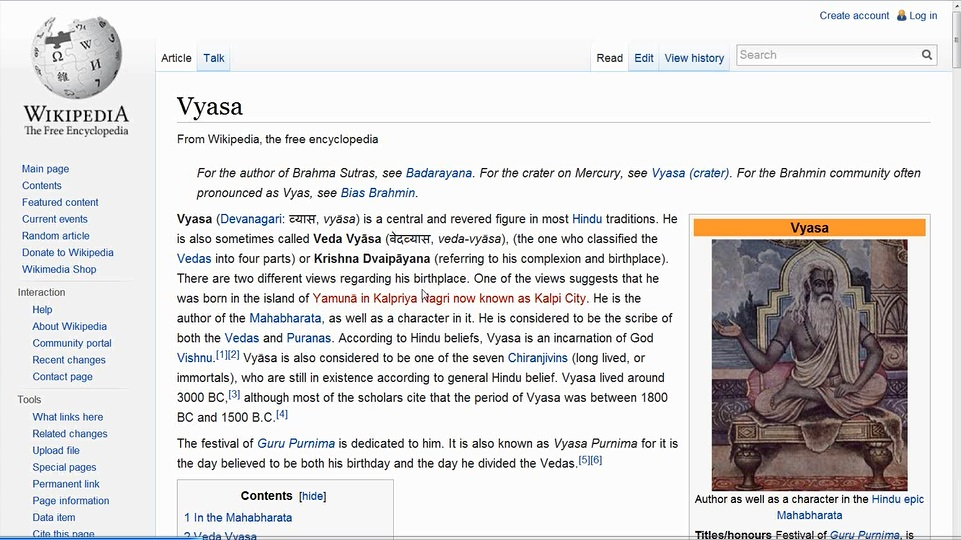 Create account Log in
Article Talk Read Edit View history Search
WIKIPEDIA
The Free Encyclopedia
Main page
Contents
Featured content
Current events
Random article
Donate to Wikipedia
Wikimedia Shop
Interaction
Help
About Wikipedia
Community portal
Recent changes
Contact page
Tools
What links here
Related changes
Upload file
Special pages
Permanent link
Page information
Data item
Cite this page
Vyasa
From Wikipedia, the free encyclopedia
For the author of Brahma Sutras, see Badarayana. For the crater on Mercury, see Vyasa (crater). For the Brahmin community often
pronounced as Vyas, see Bias Brahmin.
Vyasa (Devanagari: व्यास, vyāsa) is a central and revered figure in most Hindu traditions. He
is also sometimes called Veda Vyāsa (वेदव्यास, veda-vyāsa), (the one who classified the
Vedas into four parts) or Krishna Dvaipāyana (referring to his complexion and birthplace).
There are two different views regarding his birthplace. One of the views suggests that he
was born in the island of Yamunā in Kalpriya Nagri now known as Kalpi City. He is the
author of the Mahabharata, as well as a character in it. He is considered to be the scribe of
both the Vedas and Puranas. According to Hindu beliefs, Vyasa is an incarnation of God
Vishnu.[1][2] Vyāsa is also considered to be one of the seven Chiranjivins (long lived, or
immortals), who are still in existence according to general Hindu belief. Vyasa lived around
3000 BC,[3] although most of the scholars cite that the period of Vyasa was between 1800
BC and 1500 B.C.[4]
The festival of Guru Purnima is dedicated to him. It is also known as Vyasa Purnima for it is
the day believed to be both his birthday and the day he divided the Vedas.[5][6]
Contents [hide]
1 In the Mahabharata
2 Veda Vyasa
Vyasa
Author as well as a character in the Hindu epic
Mahabharata
Titles/honours Festival of Guru Purnima, is